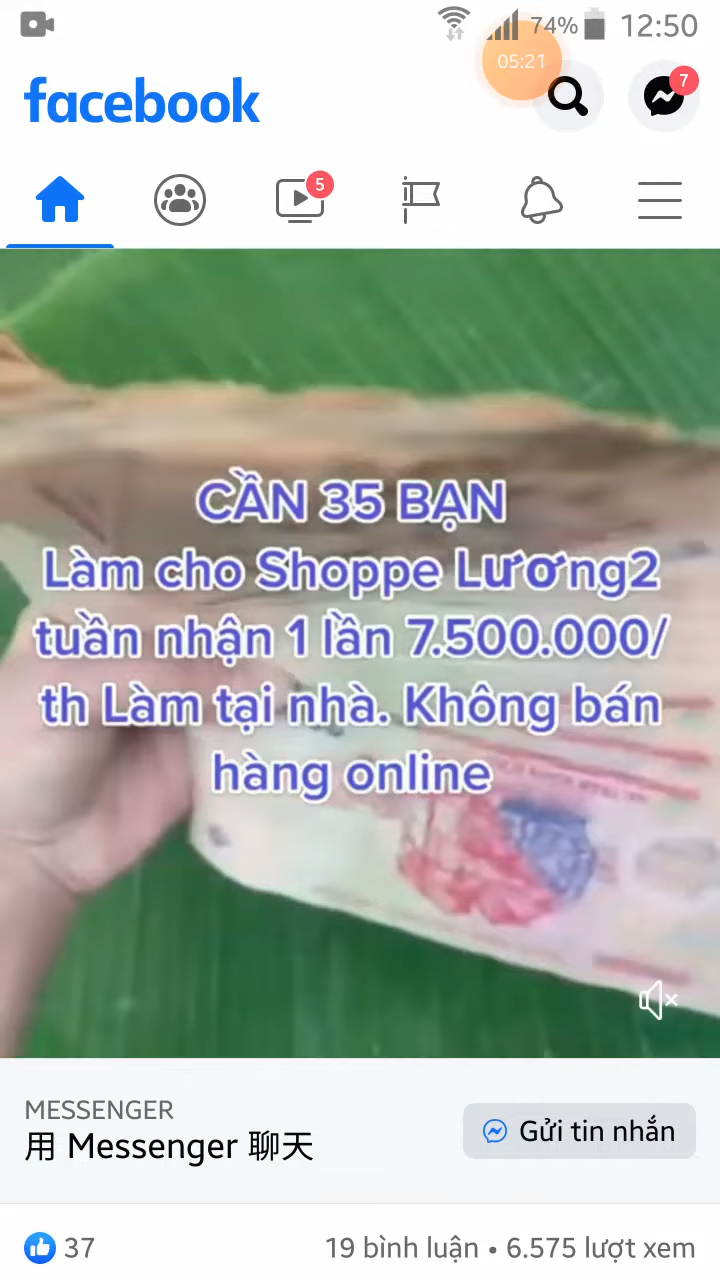 74% 12:50
05:21
facebook
7
5
CẦN 35 BẠN
Làm cho Shoppe Lương2
tuần nhận 1 lần 7.500.000/
th Làm tại nhà. Không bán
hàng online
MESSENGER
用 Messenger 聊天
Gửi tin nhắn
37
19 bình luận • 6.575 lượt xem